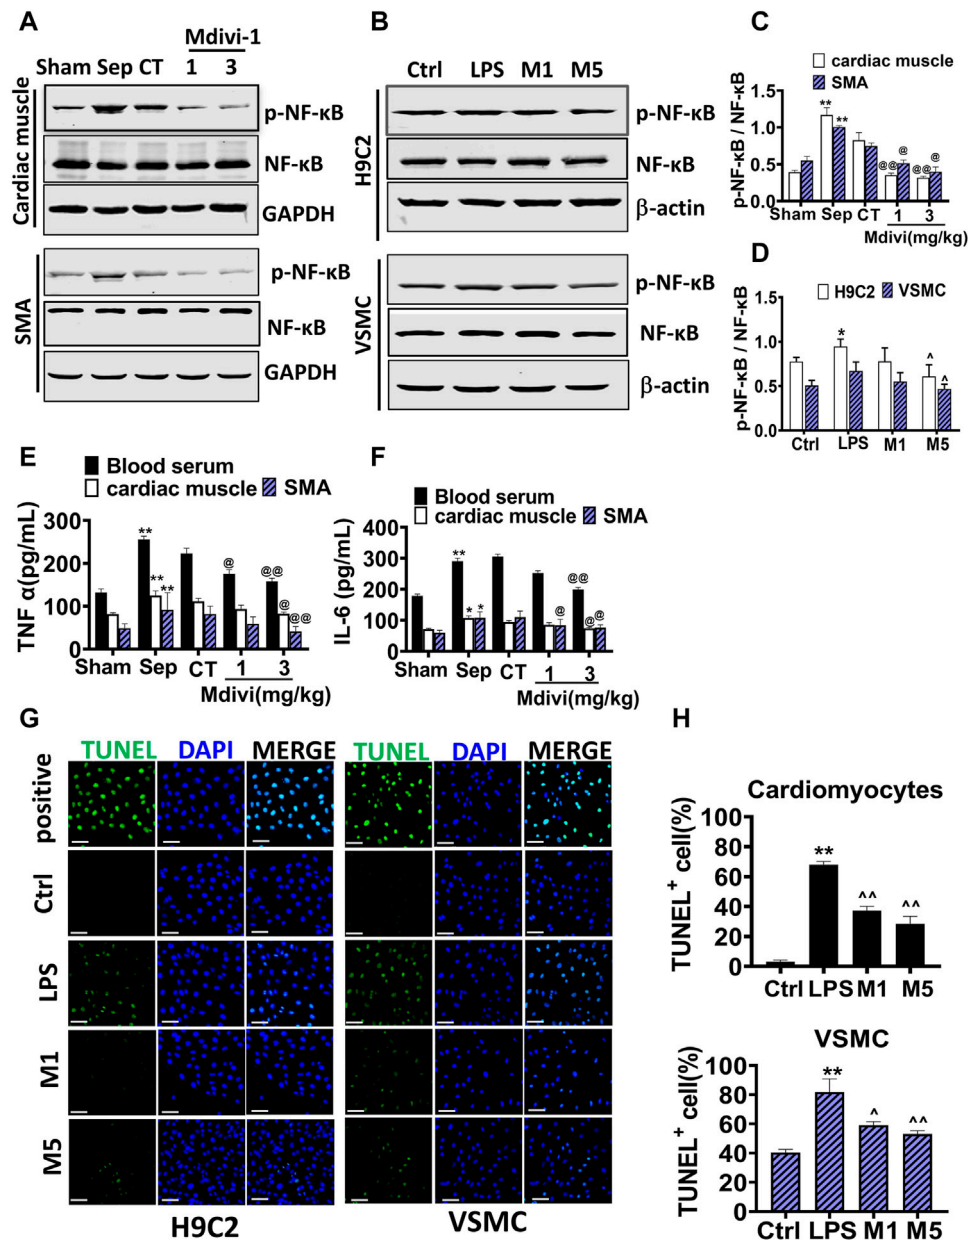 A
Mdivi-1
Sham Sep CT 1 3
Cardiac muscle
p-NF-κB
NF-κB
GAPDH
SMA
p-NF-κB
NF-κB
GAPDH
B
Ctrl LPS M1 M5
H9C2
p-NF-κB
NF-κB
β-actin
VSMC
p-NF-κB
NF-κB
β-actin
C
cardiac muscle
SMA
p-NF-κB / NF-κB
1.5
1.0
0.5
0.0
** ** @@ @ @@ @
Sham Sep CT 1 3
Mdivi(mg/kg)
D
H9C2 VSMC
p-NF-κB / NF-κB
1.5
1.0
0.5
0.0
* ^ ^
Ctrl LPS M1 M5
E
Blood serum
cardiac muscle SMA
TNF α(pg/mL)
300
200
100
0
** ** ** @ @@ @ @@
Sham Sep CT 1 3
Mdivi(mg/kg)
F
Blood serum
cardiac muscle SMA
IL-6 (pg/mL)
400
300
200
100
0
** * * @ @@ @ @
Sham Sep CT 1 3
Mdivi(mg/kg)
G
TUNEL DAPI MERGE TUNEL DAPI MERGE
positive
Ctrl
LPS
M1
M5
H9C2 VSMC
H
Cardiomyocytes
TUNEL+ cell(%)
100
80
60
40
20
0
** ^^ ^^
Ctrl LPS M1 M5
VSMC
TUNEL+ cell(%)
100
80
60
40
20
0
** ^ ^^
Ctrl LPS M1 M5